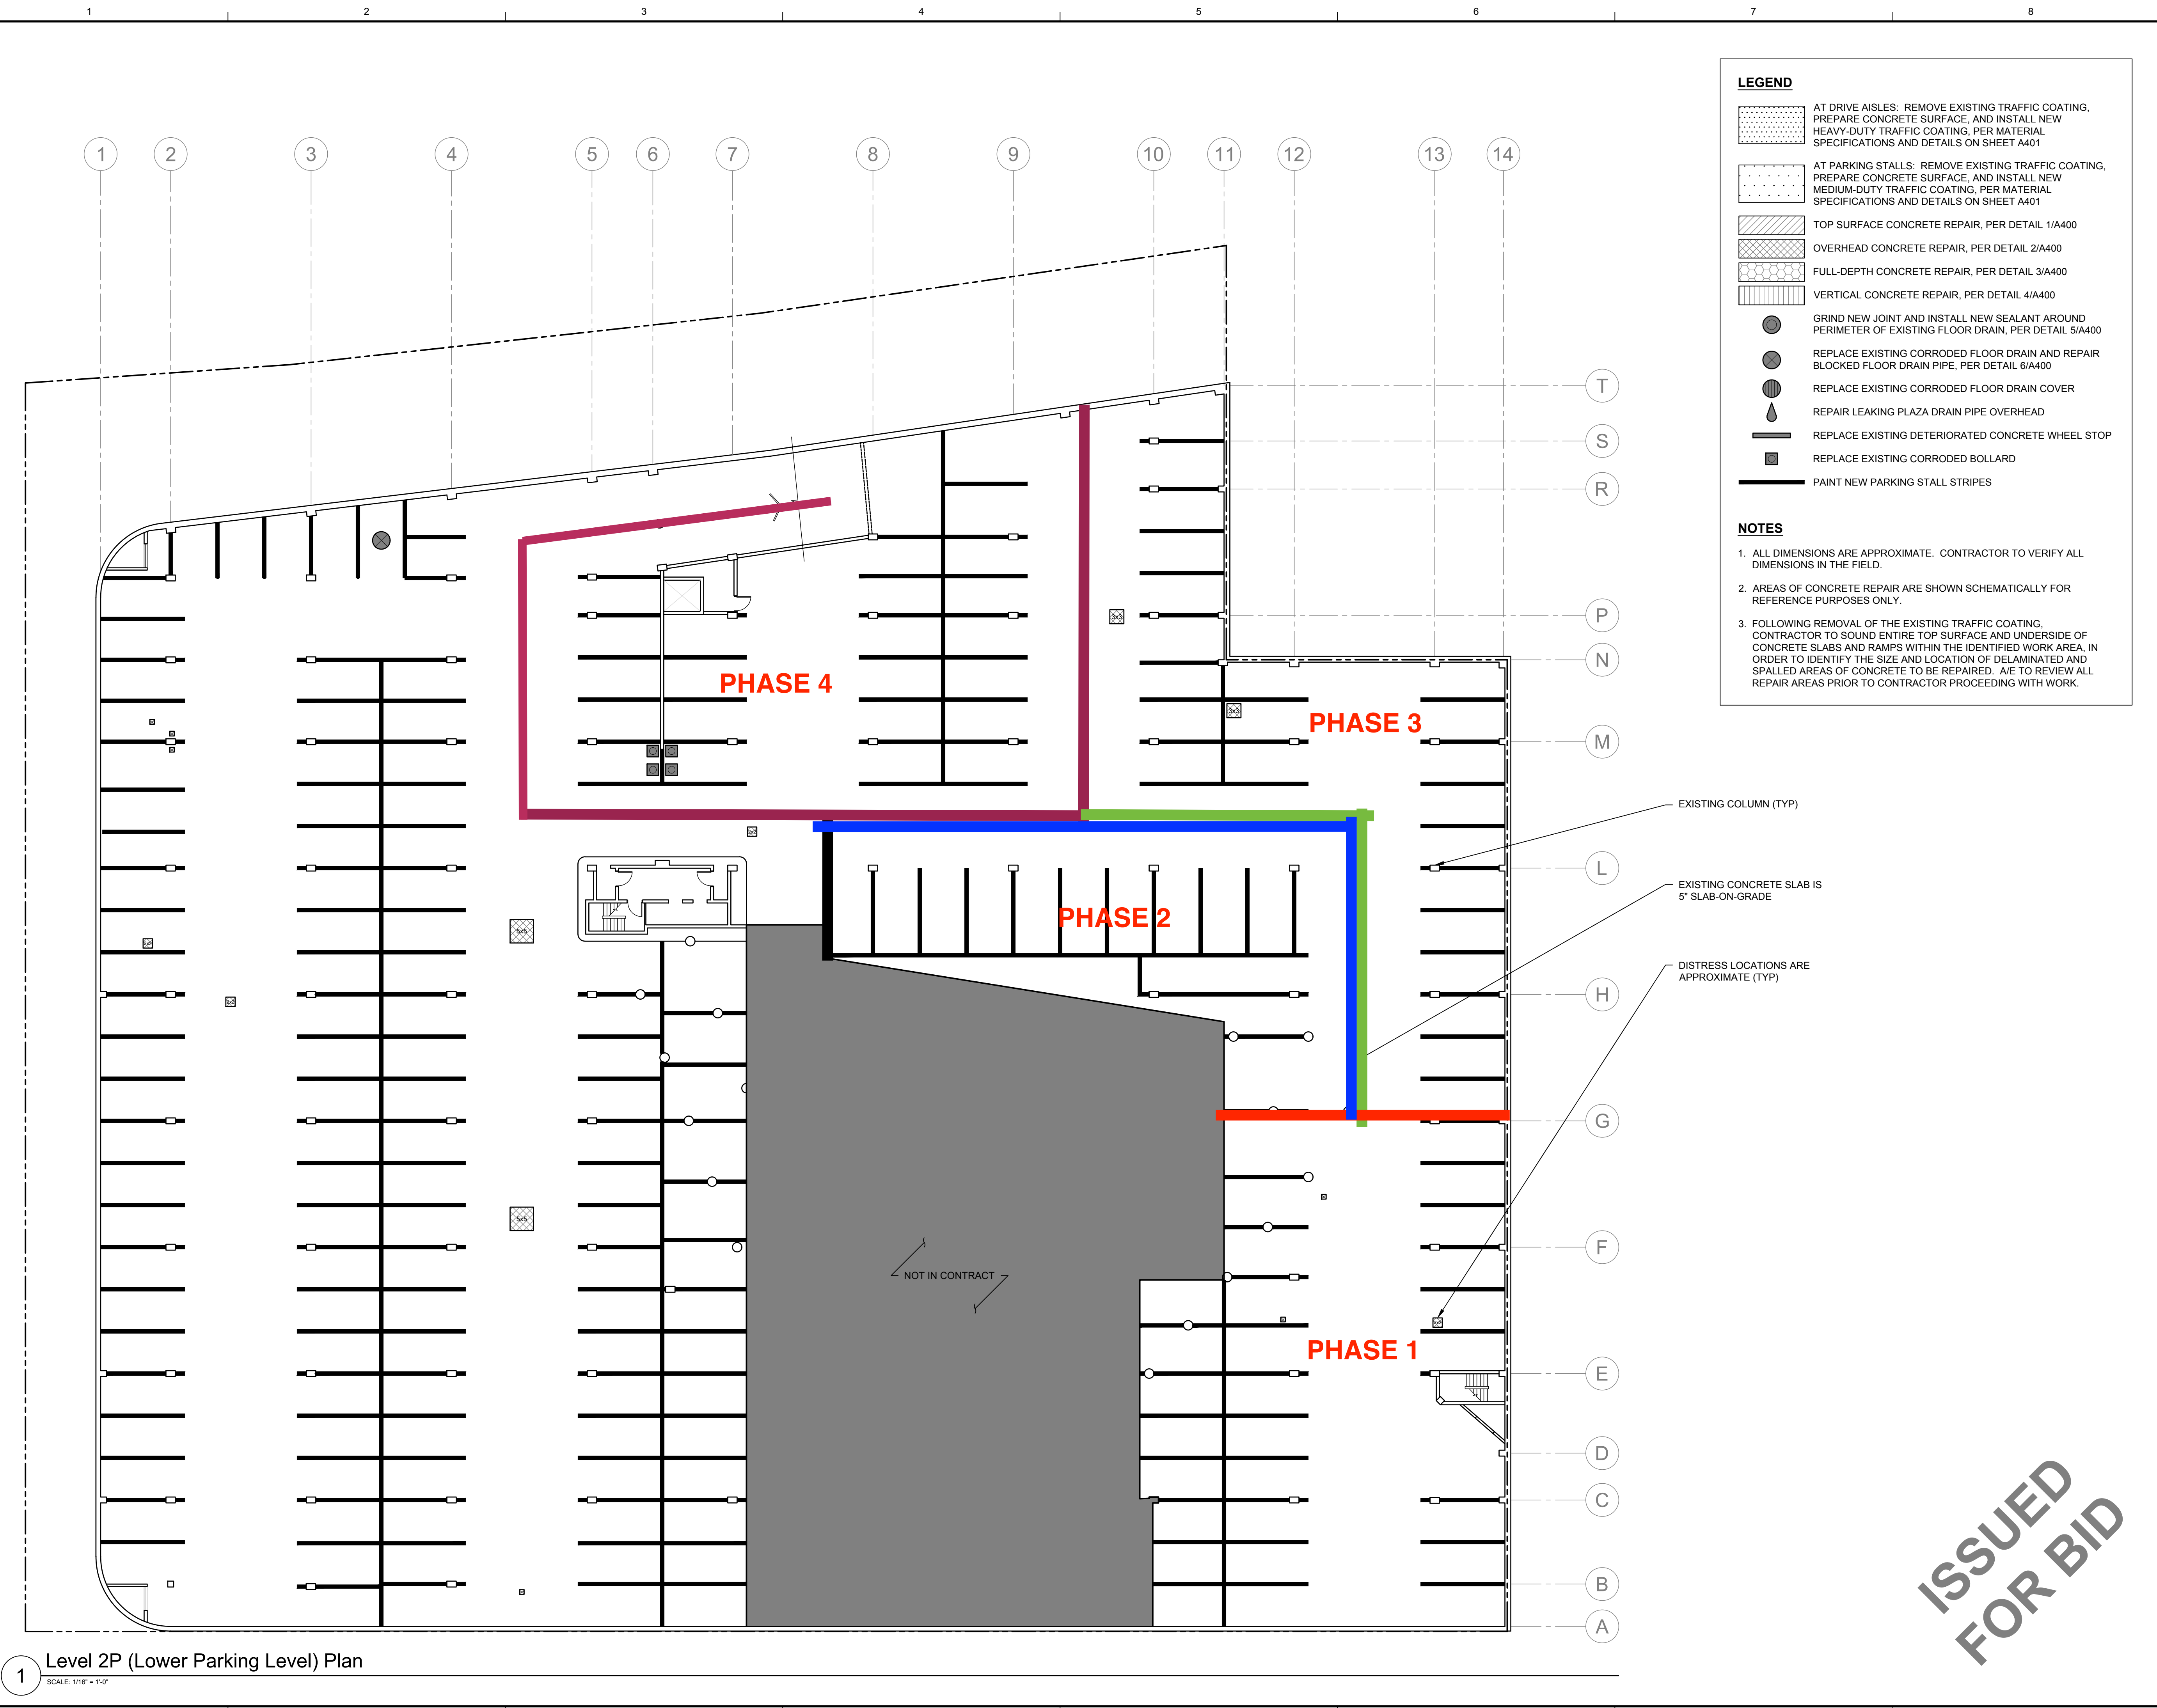 1 2 3 4 5 6 7 8
LEGEND
AT DRIVE AISLES: REMOVE EXISTING TRAFFIC COATING,
PREPARE CONCRETE SURFACE, AND INSTALL NEW
HEAVY-DUTY TRAFFIC COATING, PER MATERIAL
SPECIFICATIONS AND DETAILS ON SHEET A401
AT PARKING STALLS: REMOVE EXISTING TRAFFIC COATING,
PREPARE CONCRETE SURFACE, AND INSTALL NEW
MEDIUM-DUTY TRAFFIC COATING, PER MATERIAL
SPECIFICATIONS AND DETAILS ON SHEET A401
TOP SURFACE CONCRETE REPAIR, PER DETAIL 1/A400
OVERHEAD CONCRETE REPAIR, PER DETAIL 2/A400
FULL-DEPTH CONCRETE REPAIR, PER DETAIL 3/A400
VERTICAL CONCRETE REPAIR, PER DETAIL 4/A400
GRIND NEW JOINT AND INSTALL NEW SEALANT AROUND
PERIMETER OF EXISTING FLOOR DRAIN, PER DETAIL 5/A400
REPLACE EXISTING CORRODED FLOOR DRAIN AND REPAIR
BLOCKED FLOOR DRAIN PIPE, PER DETAIL 6/A400
REPLACE EXISTING CORRODED FLOOR DRAIN COVER
REPAIR LEAKING PLAZA DRAIN PIPE OVERHEAD
REPLACE EXISTING DETERIORATED CONCRETE WHEEL STOP
REPLACE EXISTING CORRODED BOLLARD
PAINT NEW PARKING STALL STRIPES
NOTES
1. ALL DIMENSIONS ARE APPROXIMATE. CONTRACTOR TO VERIFY ALL
DIMENSIONS IN THE FIELD.
2. AREAS OF CONCRETE REPAIR ARE SHOWN SCHEMATICALLY FOR
REFERENCE PURPOSES ONLY.
3. FOLLOWING REMOVAL OF THE EXISTING TRAFFIC COATING,
CONTRACTOR TO SOUND ENTIRE TOP SURFACE AND UNDERSIDE OF
CONCRETE SLABS AND RAMPS WITHIN THE IDENTIFIED WORK AREA, IN
ORDER TO IDENTIFY THE SIZE AND LOCATION OF DELAMINATED AND
SPALLED AREAS OF CONCRETE TO BE REPAIRED. A/E TO REVIEW ALL
REPAIR AREAS PRIOR TO CONTRACTOR PROCEEDING WITH WORK.
1 2 3 4 5 6 7 8 9 10 11 12 13 14
T
S
R
P
N
M
L
H
G
F
E
D
C
B
A
3x3
3x3
PHASE 4
PHASE 3
EXISTING COLUMN (TYP)
EXISTING CONCRETE SLAB IS
5" SLAB-ON-GRADE
PHASE 2
5x5
DISTRESS LOCATIONS ARE
APPROXIMATE (TYP)
5x5
NOT IN CONTRACT
PHASE 1
ISSUED
FOR BID
1
Level 2P (Lower Parking Level) Plan
SCALE: 1/16" = 1'-0"